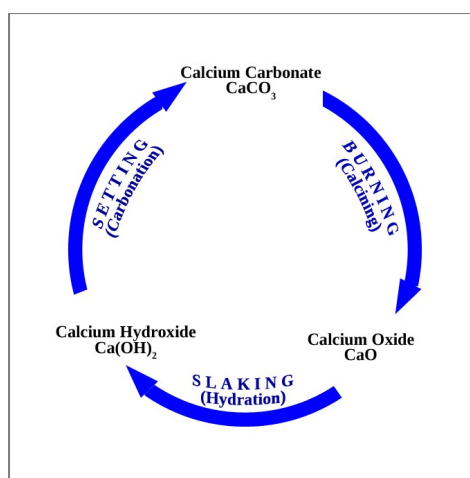 Calcium Carbonate
CaCO₃
BURNING
(Calcining)
Calcium Oxide
CaO
SLAKING
(Hydration)
Calcium Hydroxide
Ca(OH)₂
SETTING
(Carbonation)